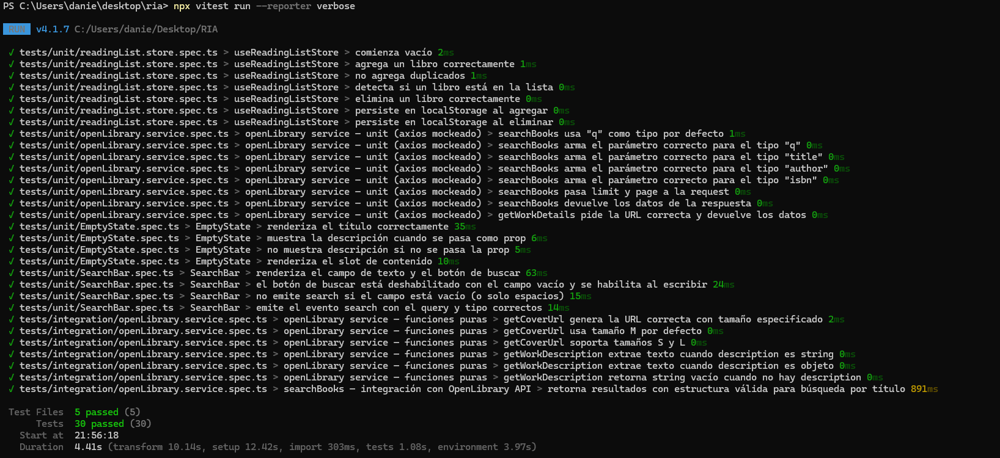 PS C:\Users\danie\desktop\ria> npx vitest run --reporter verbose
RUN v4.1.7 C:/Users/danie/Desktop/RIA
✓ tests/unit/readingList.store.spec.ts > useReadingListStore > comienza vacío 2ms
✓ tests/unit/readingList.store.spec.ts > useReadingListStore > agrega un libro correctamente 1ms
✓ tests/unit/readingList.store.spec.ts > useReadingListStore > no agrega duplicados 1ms
✓ tests/unit/readingList.store.spec.ts > useReadingListStore > detecta si un libro está en la lista 0ms
✓ tests/unit/readingList.store.spec.ts > useReadingListStore > elimina un libro correctamente 0ms
✓ tests/unit/readingList.store.spec.ts > useReadingListStore > persiste en localStorage al agregar 0ms
✓ tests/unit/readingList.store.spec.ts > useReadingListStore > persiste en localStorage al eliminar 0ms
✓ tests/unit/openLibrary.service.spec.ts > openLibrary service — unit (axios mockeado) > searchBooks usa "q" como tipo por defecto 1ms
✓ tests/unit/openLibrary.service.spec.ts > openLibrary service — unit (axios mockeado) > searchBooks arma el parámetro correcto para el tipo "q" 0ms
✓ tests/unit/openLibrary.service.spec.ts > openLibrary service — unit (axios mockeado) > searchBooks arma el parámetro correcto para el tipo "title" 0ms
✓ tests/unit/openLibrary.service.spec.ts > openLibrary service — unit (axios mockeado) > searchBooks arma el parámetro correcto para el tipo "author" 0ms
✓ tests/unit/openLibrary.service.spec.ts > openLibrary service — unit (axios mockeado) > searchBooks arma el parámetro correcto para el tipo "isbn" 0ms
✓ tests/unit/openLibrary.service.spec.ts > openLibrary service — unit (axios mockeado) > searchBooks pasa limit y page a la request 0ms
✓ tests/unit/openLibrary.service.spec.ts > openLibrary service — unit (axios mockeado) > searchBooks devuelve los datos de la respuesta 0ms
✓ tests/unit/openLibrary.service.spec.ts > openLibrary service — unit (axios mockeado) > getWorkDetails pide la URL correcta y devuelve los datos 0ms
✓ tests/unit/EmptyState.spec.ts > EmptyState > renderiza el título correctamente 35ms
✓ tests/unit/EmptyState.spec.ts > EmptyState > muestra la descripción cuando se pasa como prop 6ms
✓ tests/unit/EmptyState.spec.ts > EmptyState > no muestra descripción si no se pasa la prop 5ms
✓ tests/unit/EmptyState.spec.ts > EmptyState > renderiza el slot de contenido 10ms
✓ tests/unit/SearchBar.spec.ts > SearchBar > renderiza el campo de texto y el botón de buscar 63ms
✓ tests/unit/SearchBar.spec.ts > SearchBar > el botón de buscar está deshabilitado con el campo vacío y se habilita al escribir 24ms
✓ tests/unit/SearchBar.spec.ts > SearchBar > no emite search si el campo está vacío (o solo espacios) 15ms
✓ tests/unit/SearchBar.spec.ts > SearchBar > emite el evento search con el query y tipo correctos 14ms
✓ tests/integration/openLibrary.service.spec.ts > openLibrary service — funciones puras > getCoverUrl genera la URL correcta con tamaño especificado 2ms
✓ tests/integration/openLibrary.service.spec.ts > openLibrary service — funciones puras > getCoverUrl usa tamaño M por defecto 0ms
✓ tests/integration/openLibrary.service.spec.ts > openLibrary service — funciones puras > getCoverUrl soporta tamaños S y L 0ms
✓ tests/integration/openLibrary.service.spec.ts > openLibrary service — funciones puras > getWorkDescription extrae texto cuando description es string 0ms
✓ tests/integration/openLibrary.service.spec.ts > openLibrary service — funciones puras > getWorkDescription extrae texto cuando description es objeto 0ms
✓ tests/integration/openLibrary.service.spec.ts > openLibrary service — funciones puras > getWorkDescription retorna string vacío cuando no hay description 0ms
✓ tests/integration/openLibrary.service.spec.ts > searchBooks — integración con OpenLibrary API > retorna resultados con estructura válida para búsqueda por título 891ms
Test Files 5 passed (5)
Tests 30 passed (30)
Start at 21:56:18
Duration 4.41s (transform 10.14s, setup 12.42s, import 303ms, tests 1.08s, environment 3.97s)